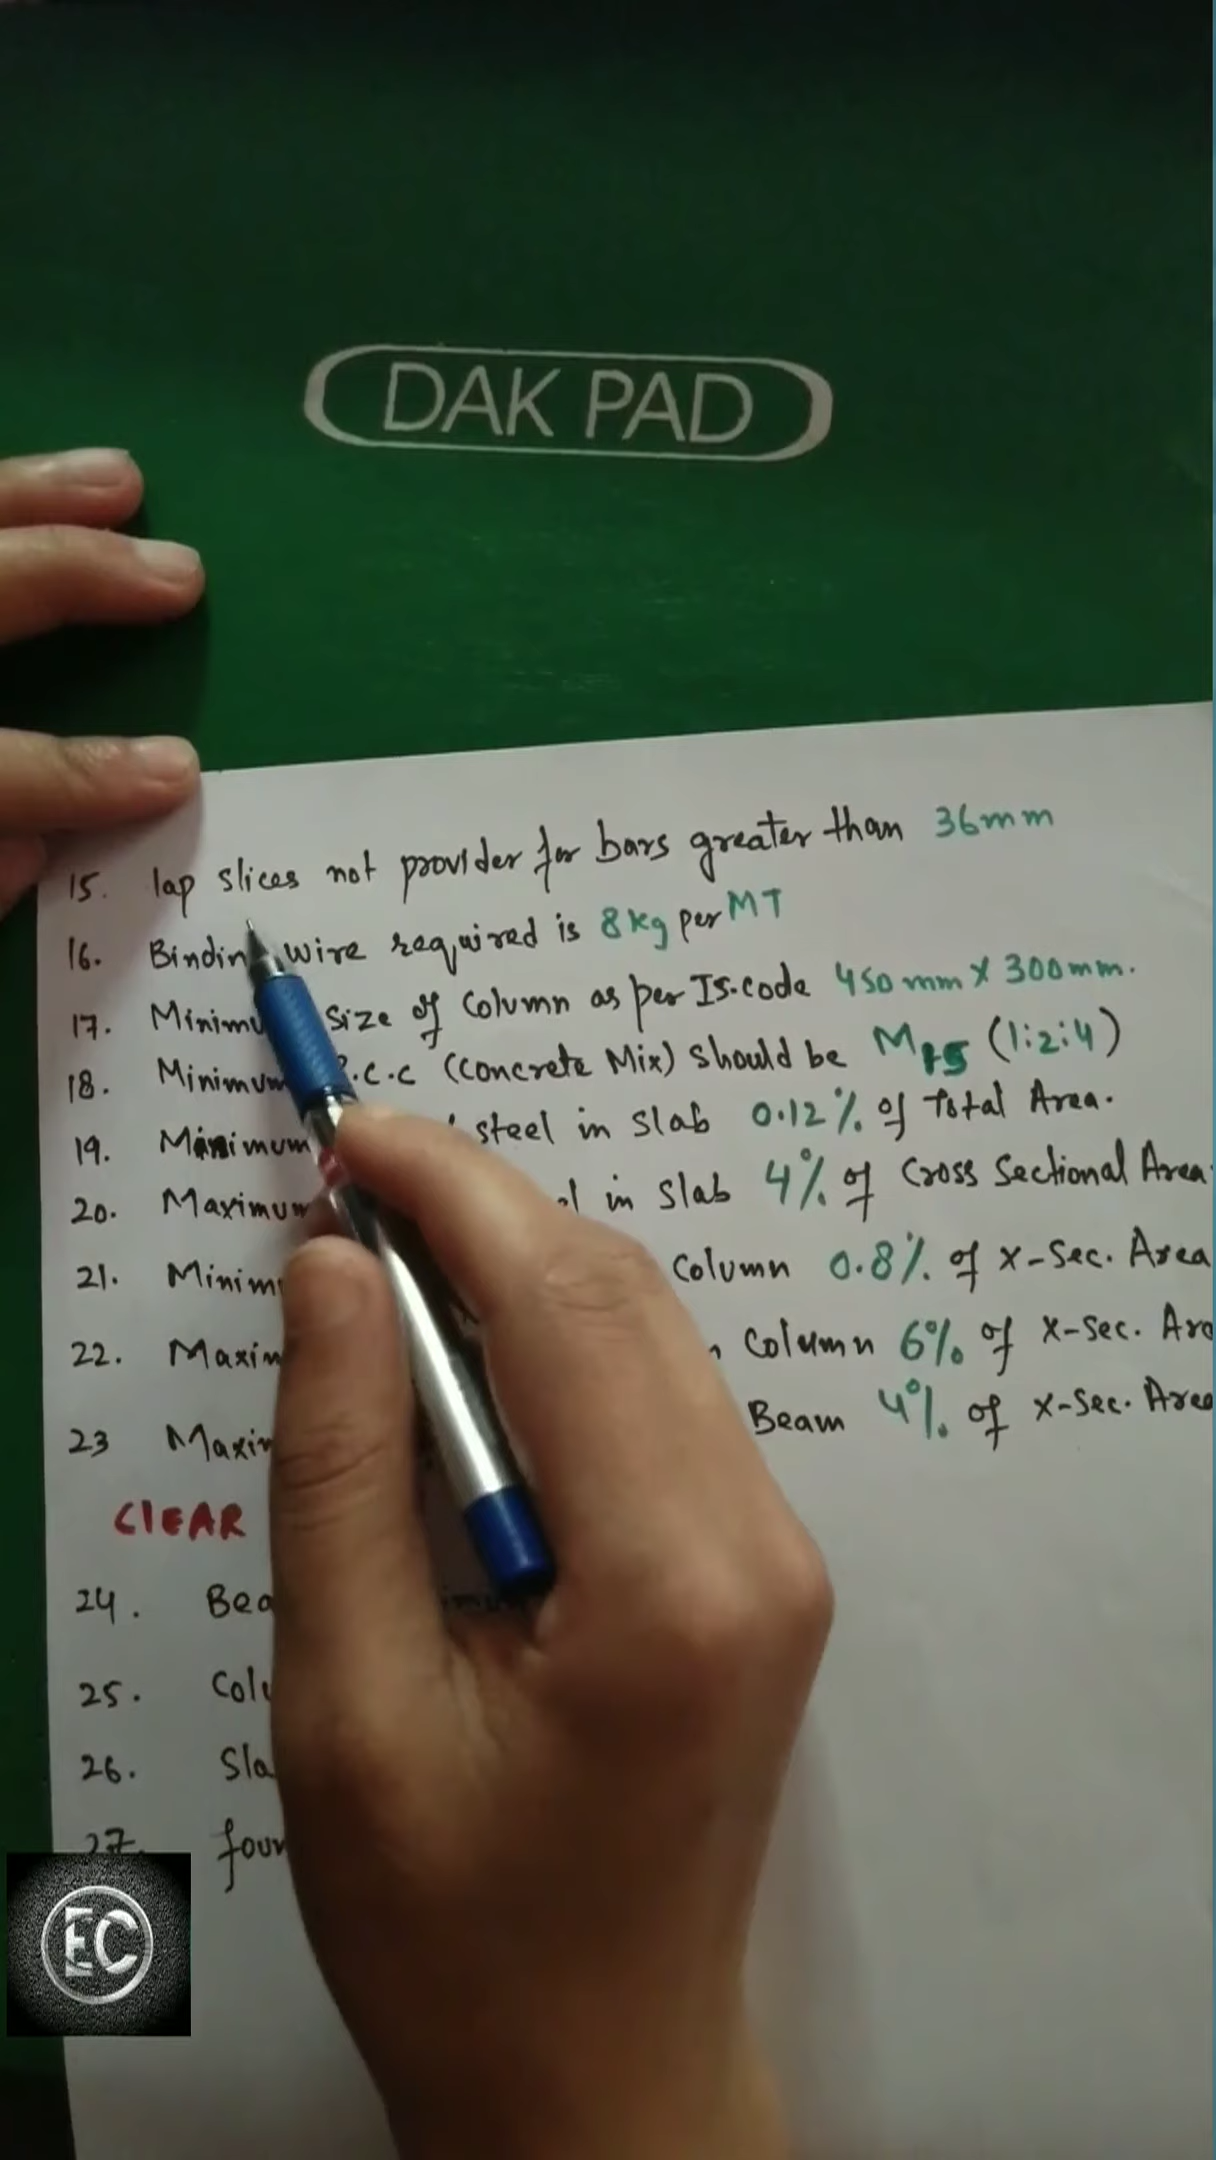 DAK PAD
15. lap slices not provider for bars greater than 36mm
16. Binding wire required is 8kg per MT
17. Minimu size of Column as per IS.code 450mm X 300mm.
18. Minimum .C.C (Concrete Mix) should be M15 (1:2:4)
19. Minimum steel in slab 0.12% of Total Area.
20. Maximum in slab 4% of Cross Sectional Area
21. Minim Column 0.8% of x-sec. Area
22. Maxim Column 6% of x-sec. Are
23 Maxim Beam 4% of x-sec. Area
CLEAR
24. Bea
25. Colu
26. Sla
27. foun
EC